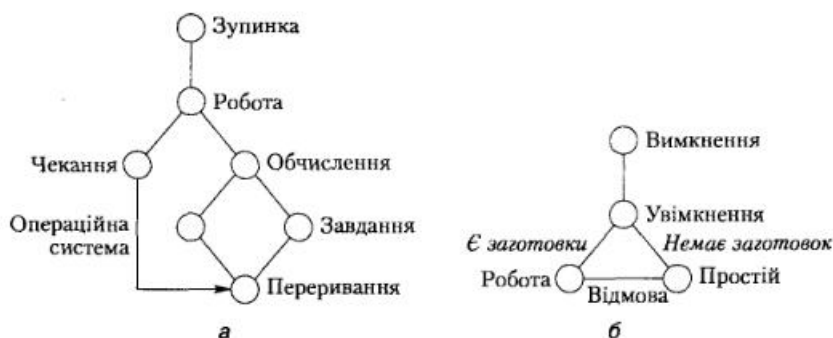 Зупинка
Робота
Чекання
Обчислення
Операційна
система
Завдання
Переривання
а
Вимкнення
Увімкнення
Є заготовки
Немає заготовок
Робота
Відмова
Простій
б